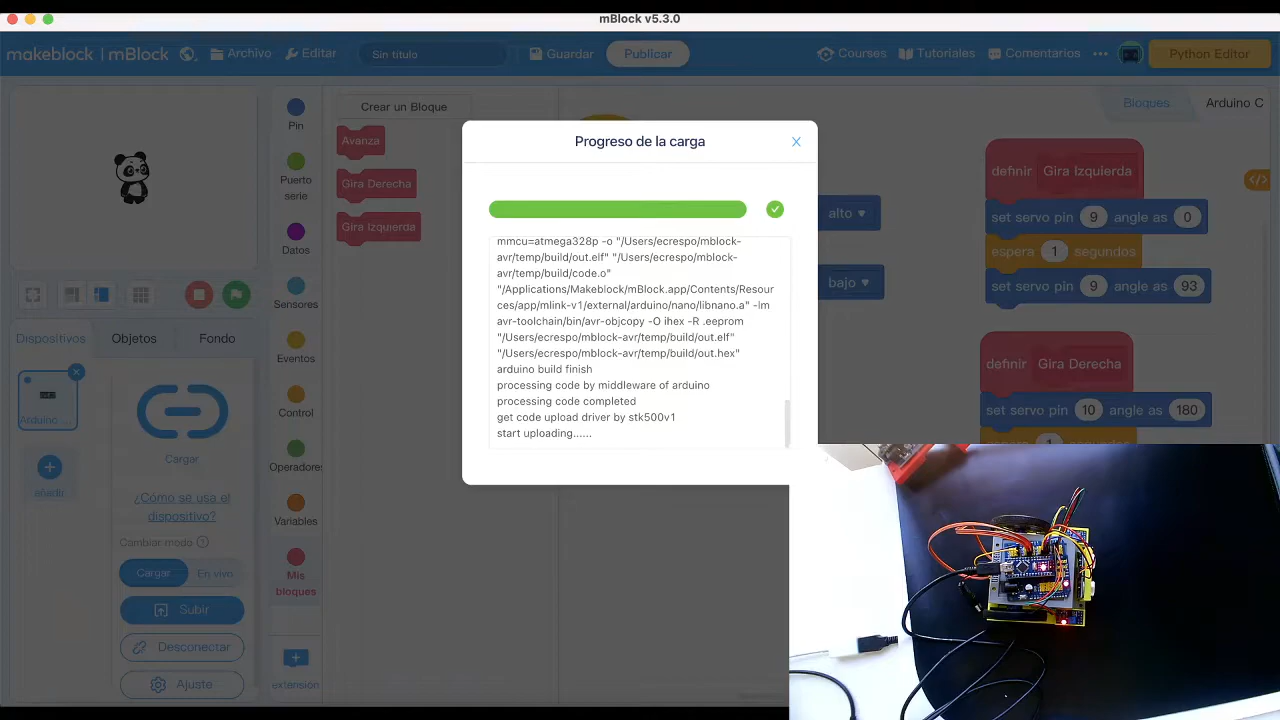 mBlock v5.3.0
makeblock | mBlock
Archivo
Editar
Sin titulo
Guardar
Publicar
Courses
Tutoriales
Comentarios
Python Editor
Crear un Bloque
Avanza
Gira Derecha
Gira Izquierda
Pin
Puerto
serie
Datos
Sensores
Eventos
Control
Operadores
Variables
Mis
bloques
extensión
Dispositivos
Objetos
Fondo
Arduino ...
añadir
Cargar
¿Cómo se usa el
dispositivo?
Cambiar modo
Cargar
En vivo
Subir
Desconectar
Ajuste
Progreso de la carga
mmcu=atmega328p -o "/Users/ecrespo/mblock-
avr/temp/build/out.elf" "/Users/ecrespo/mblock-
avr/temp/build/code.o"
"/Applications/Makeblock/mBlock.app/Contents/Resour
ces/app/mlink-v1/external/arduino/nano/libnano.a" -lm
avr-toolchain/bin/avr-objcopy -O ihex -R .eeprom
"/Users/ecrespo/mblock-avr/temp/build/out.elf"
"/Users/ecrespo/mblock-avr/temp/build/out.hex"
arduino build finish
processing code by middleware of arduino
processing code completed
get code upload driver by stk500v1
start uploading......
alto
bajo
Bloques
Arduino C
definir Gira Izquierda
set servo pin 9 angle as 0
espera 1 segundos
set servo pin 9 angle as 93
definir Gira Derecha
set servo pin 10 angle as 180